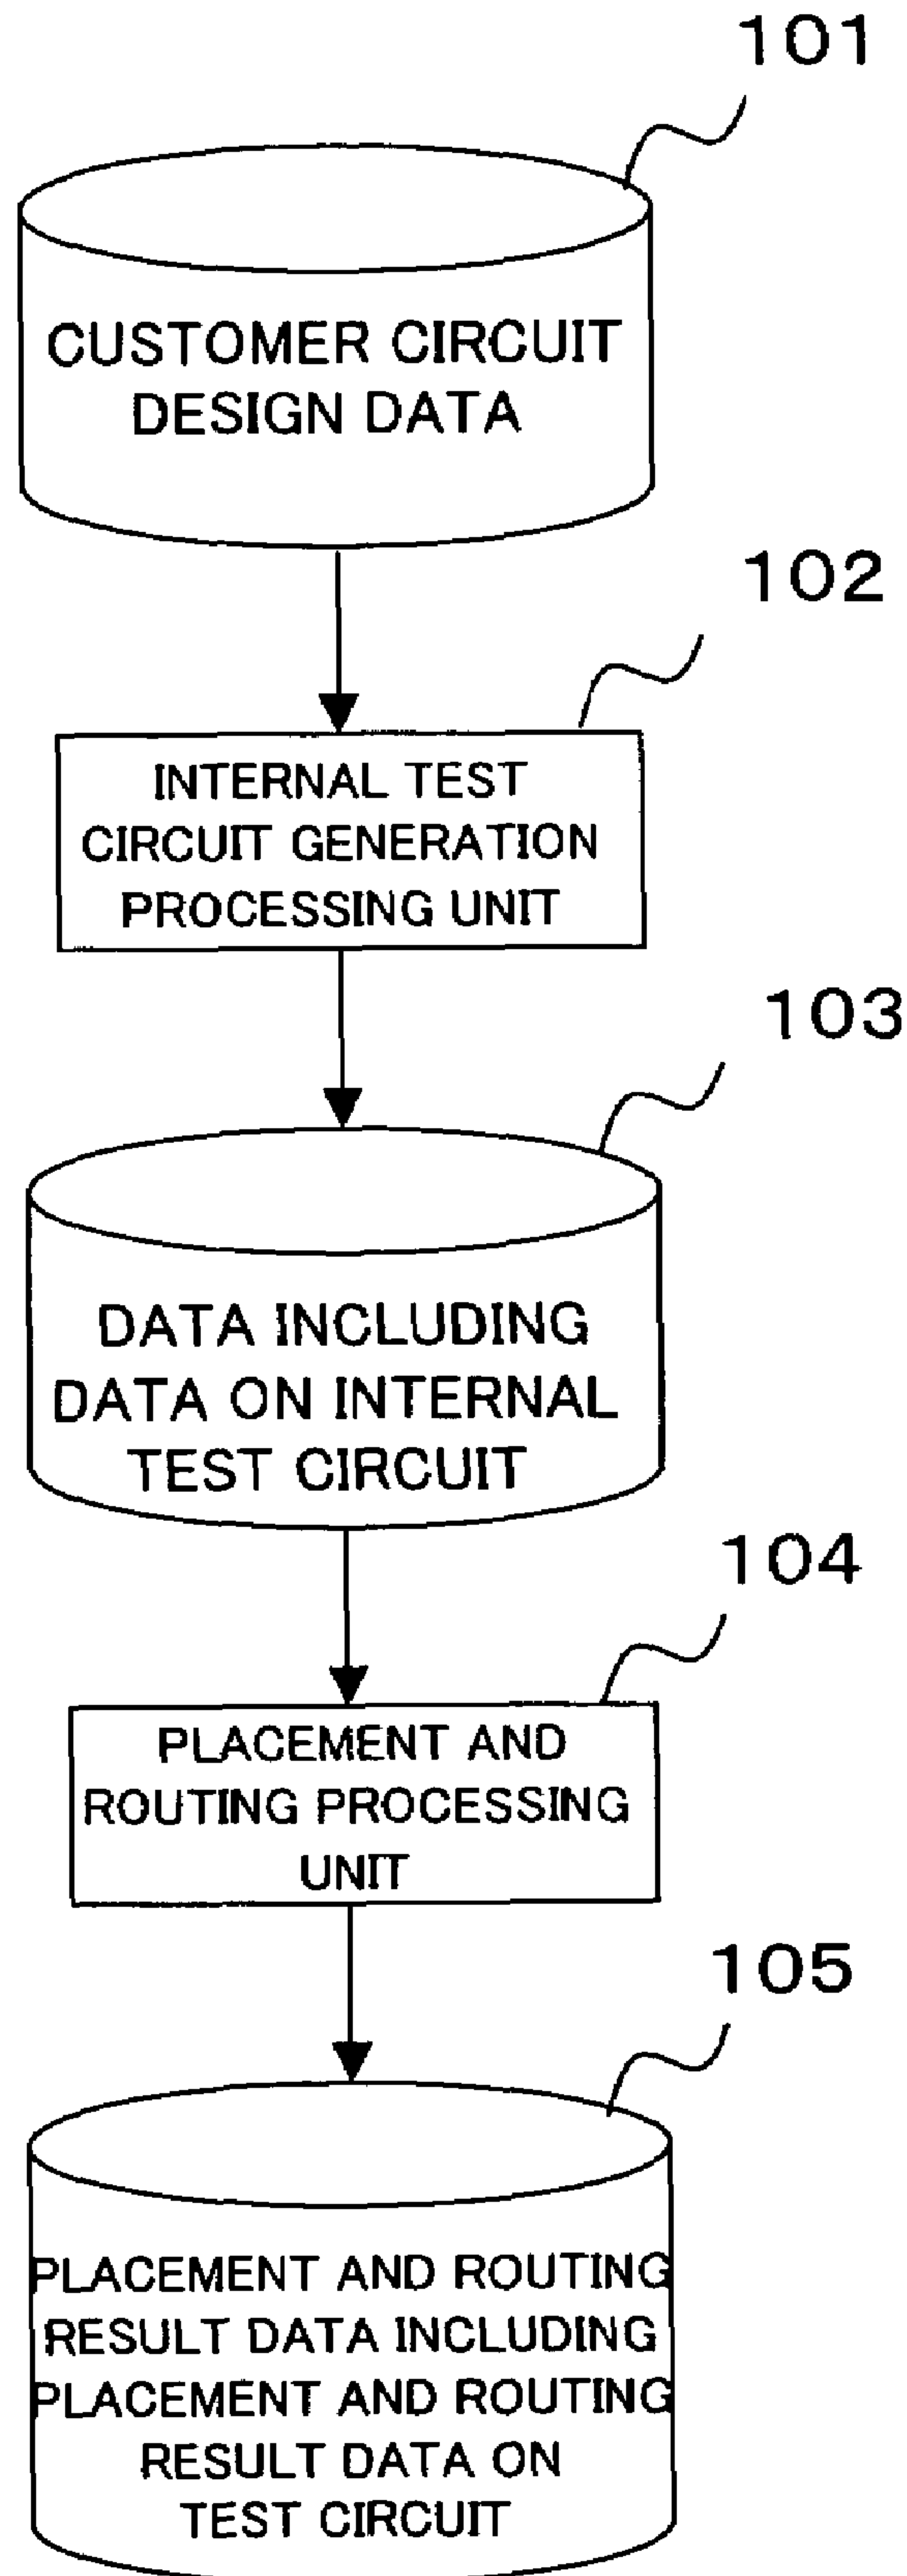 101
CUSTOMER CIRCUIT
DESIGN DATA
102
INTERNAL TEST
CIRCUIT GENERATION
PROCESSING UNIT
103
DATA INCLUDING
DATA ON INTERNAL
TEST CIRCUIT
104
PLACEMENT AND
ROUTING PROCESSING
UNIT
105
PLACEMENT AND ROUTING
RESULT DATA INCLUDING
PLACEMENT AND ROUTING
RESULT DATA ON
TEST CIRCUIT